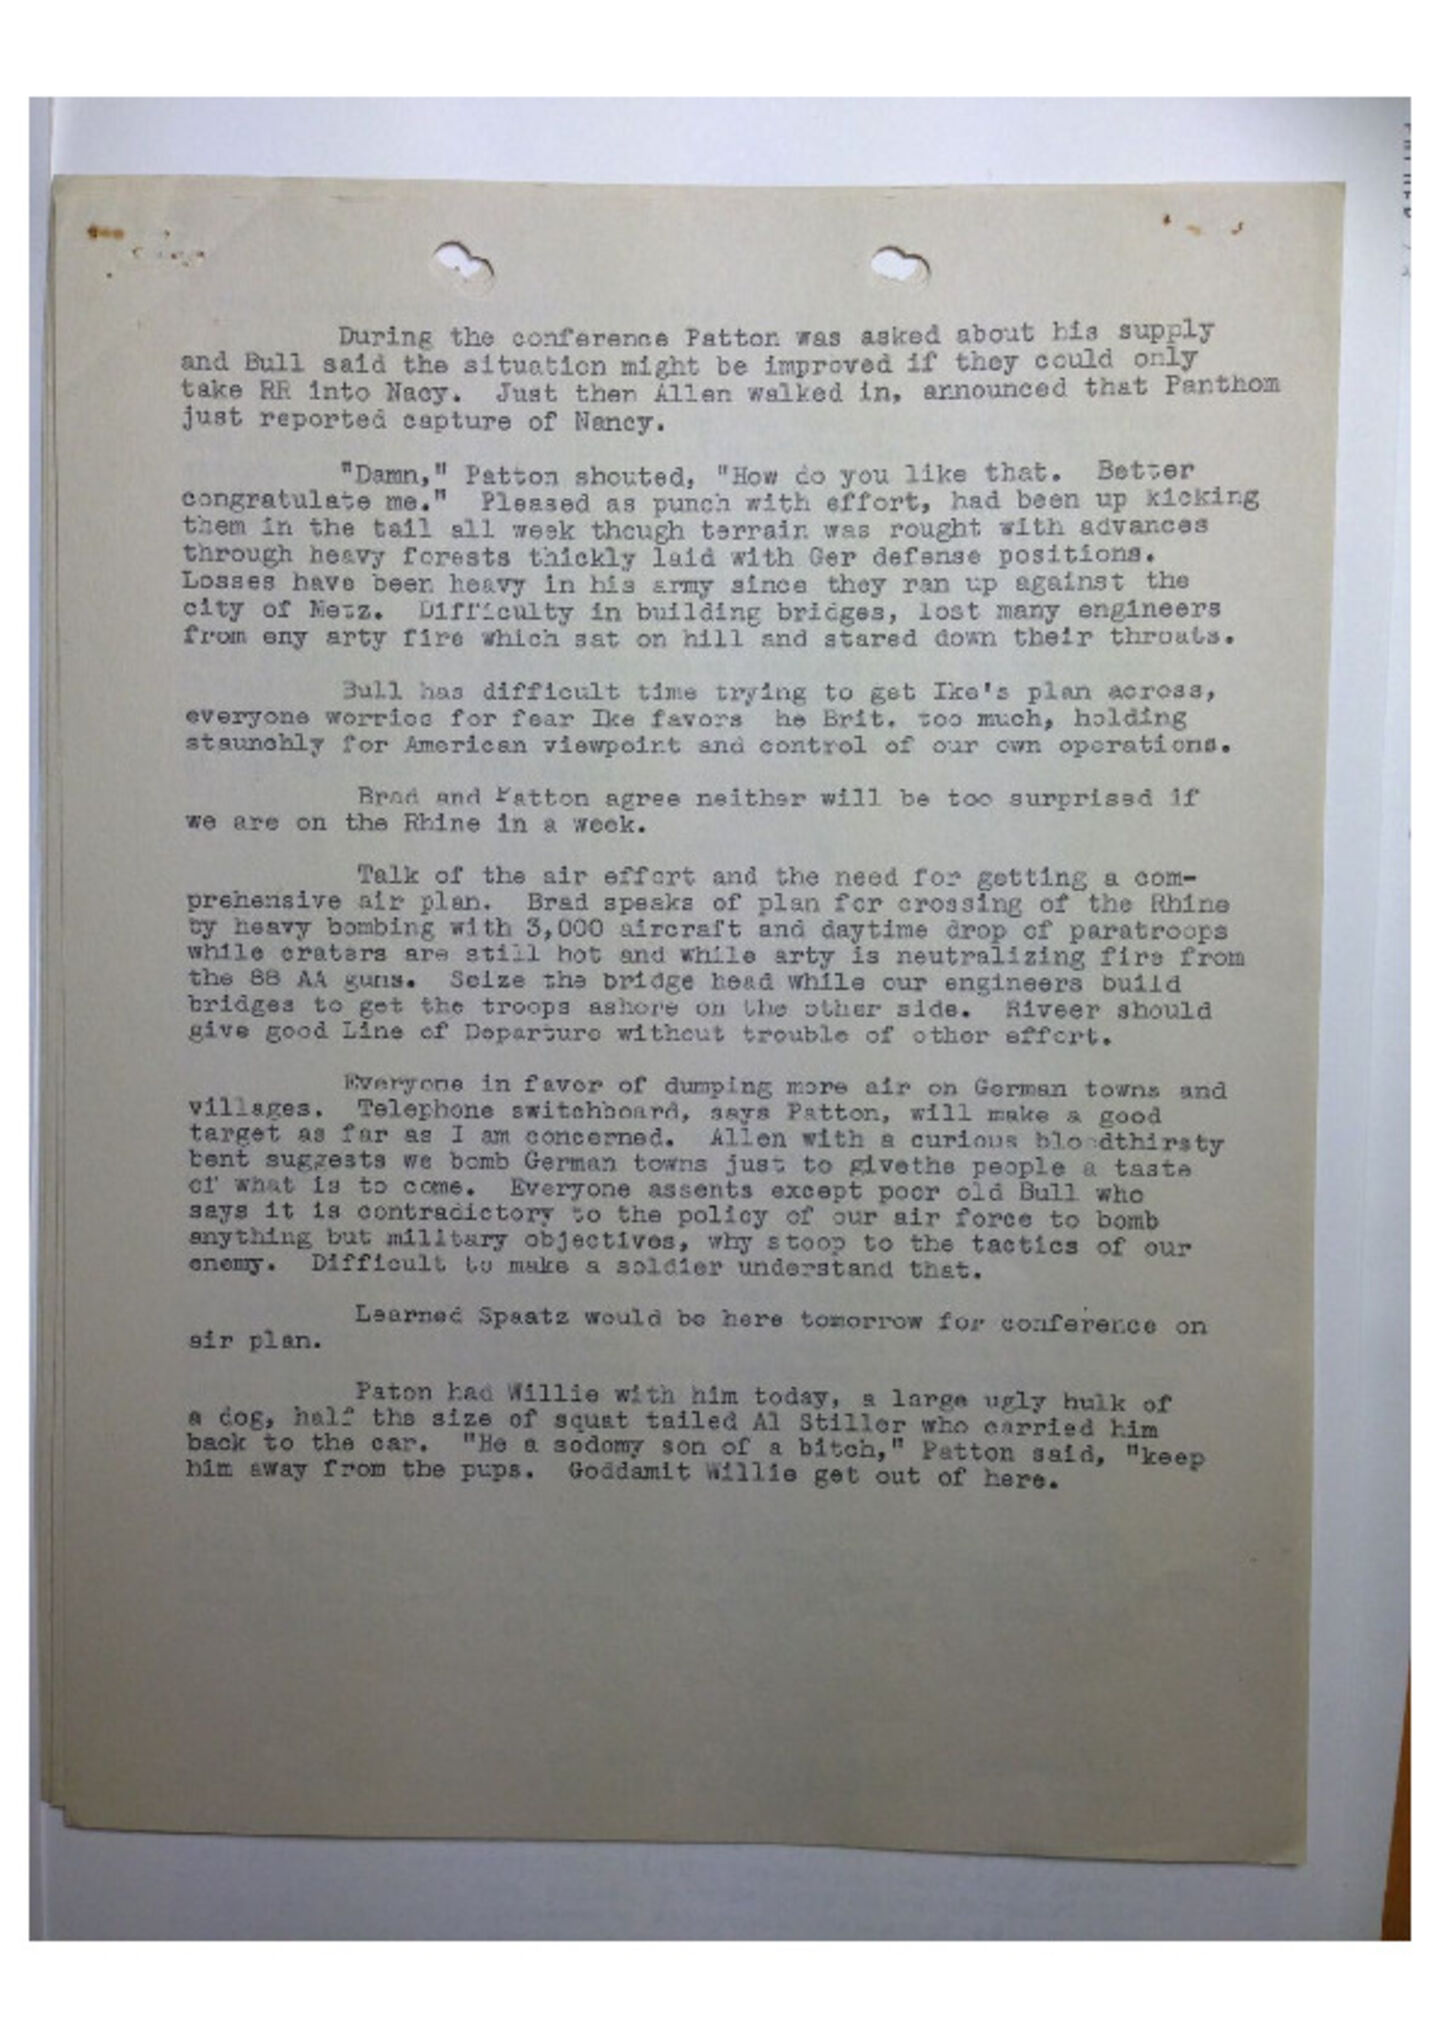 During the conference Patton was asked about his supply
and Bull said the situation might be improved if they could only
take RR into Nacy. Just then Allen walked in, announced that Panthom
just reported capture of Nancy.
"Damn," Patton shouted, "How do you like that. Better
congratulate me." Pleased as punch with effort, had been up kicking
them in the tail all week though terrain was rought with advances
through heavy forests thickly laid with Ger defense positions.
Losses have been heavy in his army since they ran up against the
city of Metz. Difficulty in building bridges, lost many engineers
from eny arty fire which sat on hill and stared down their throats.
Bull has difficult time trying to get Ike's plan across,
everyone worries for fear Ike favors he Brit. too much, holding
staunchly for American viewpoint and control of our own operations.
Brad and Patton agree neither will be too surprised if
we are on the Rhine in a week.
Talk of the air effort and the need for getting a com-
prehensive air plan. Brad speaks of plan for crossing of the Rhine
by heavy bombing with 3,000 aircraft and daytime drop of paratroops
while craters are still hot and while arty is neutralizing fire from
the 88 AA guns. Seize the bridge head while our engineers build
bridges to get the troops ashore on the other side. Riveer should
give good Line of Departure without trouble of other effort.
Everyone in favor of dumping more air on German towns and
villages. Telephone switchboard, says Patton, will make a good
target as far as I am concerned. Allen with a curious bloodthirsty
bent suggests we bomb German towns just to givethe people a taste
of what is to come. Everyone assents except poor old Bull who
says it is contradictory to the policy of our air force to bomb
anything but military objectives, why stoop to the tactics of our
enemy. Difficult to make a soldier understand that.
Learned Spaatz would be here tomorrow for conference on
air plan.
Paton had Willie with him today, a large ugly hulk of
a dog, half the size of squat tailed Al Stiller who carried him
back to the car. "He a sodomy son of a bitch," Patton said, "keep
him away from the pups. Goddamit Willie get out of here.